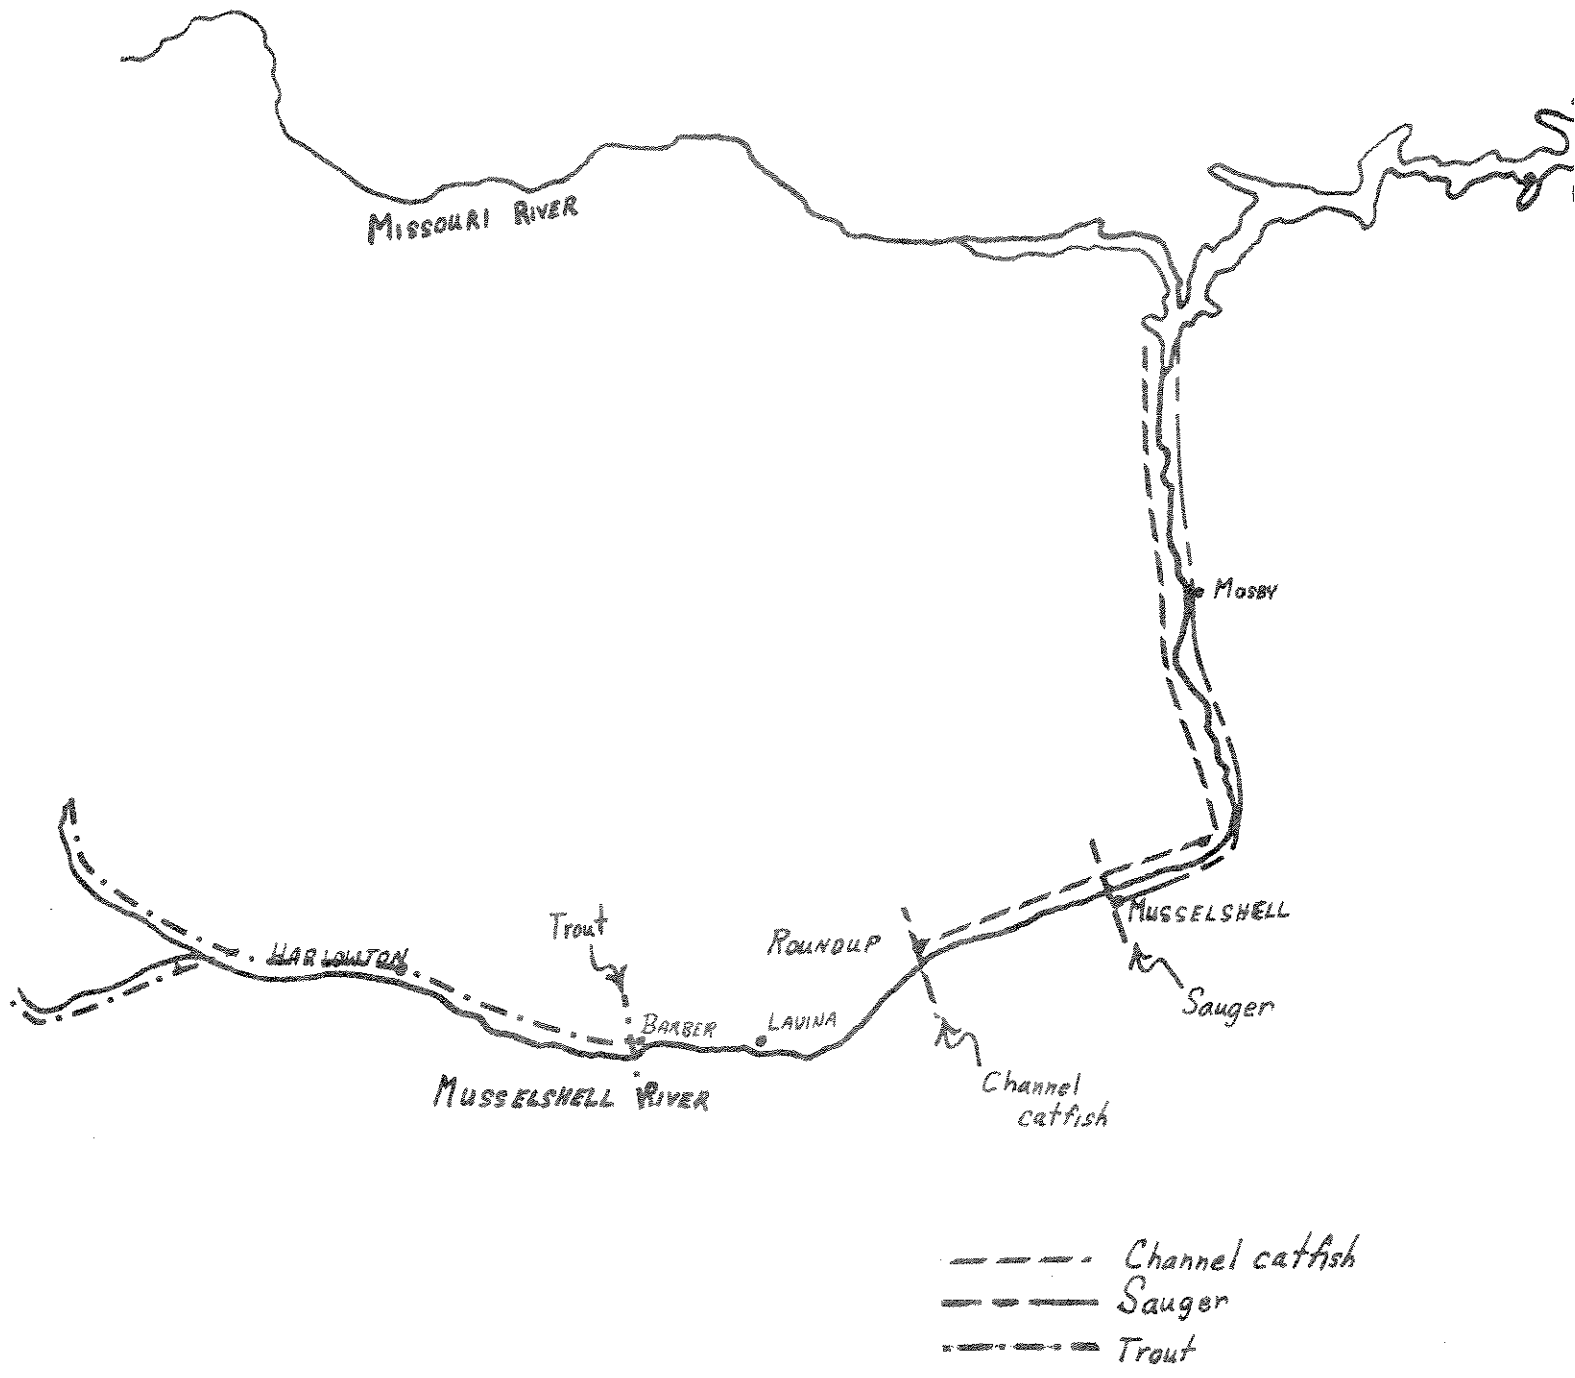 MISSOURI RIVER
MOSBY
MUSSELSHELL
Sauger
ROUNDUP
Channel
catfish
Trout
HARLOWTON
BARBER
LAVINA
MUSSELSHELL RIVER
Channel catfish
Sauger
Trout